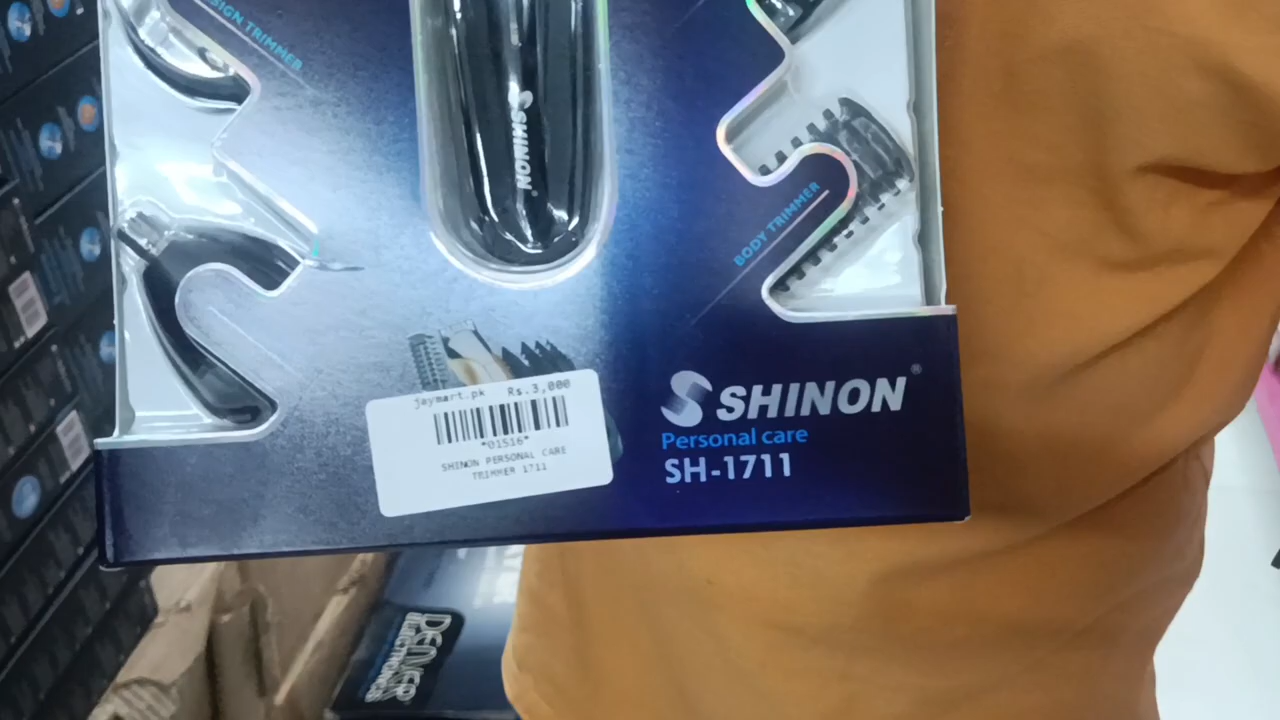 SIGN TRIMMER
SHINON
BODY TRIMMER
jaymart.pk Rs.3,000
*01516*
SHINON PERSONAL CARE
TRIMMER 1711
SHINON®
Personal care
SH-1711
DENVER
ELECTRONICS